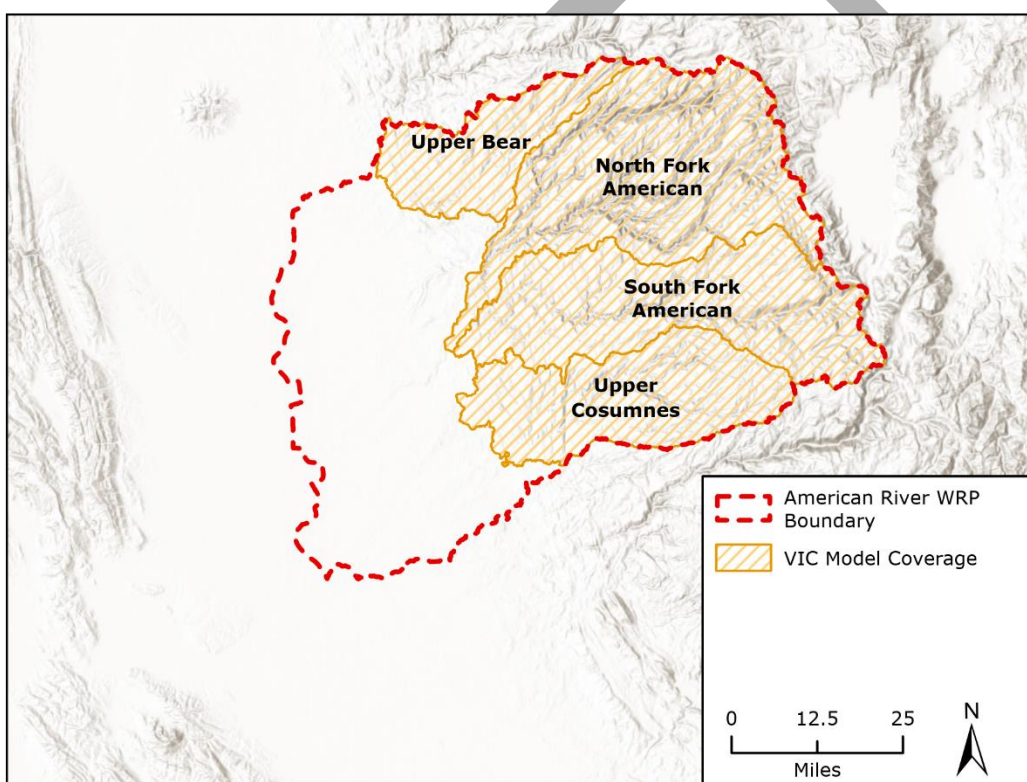 Upper Bear
North Fork
American
South Fork
American
Upper
Cosumnes
American River WRP
Boundary
VIC Model Coverage
0 12.5 25
Miles
N